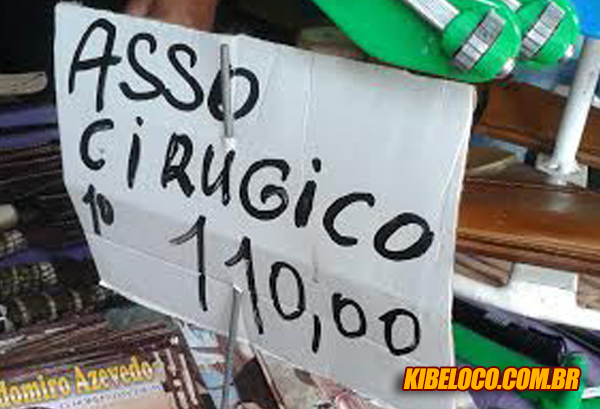 ASSO
CIRUGICO
10 110,00
domiro Azevedo
KIBELOCO.COM.BR